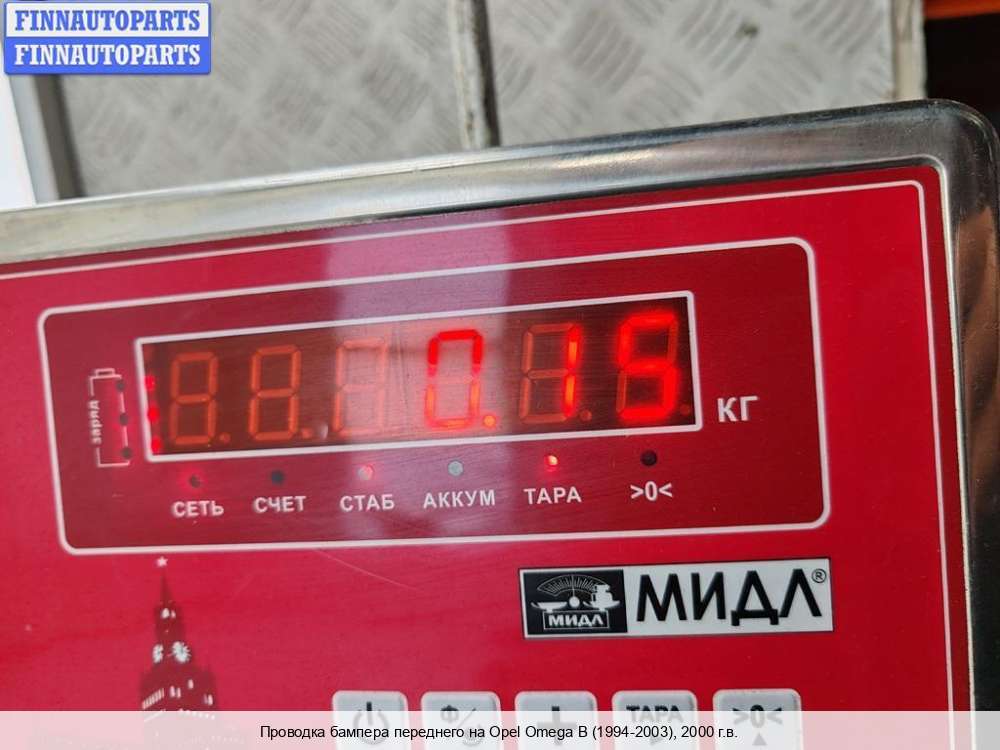 FINNAUTOPARTS
FINNAUTOPARTS
0.15
КГ
заряд
СЕТЬ СЧЕТ СТАБ АККУМ ТАРА >0<
МИДЛ МИДЛ®
ТАРА >0<
Проводка бампера переднего на Opel Omega B (1994-2003), 2000 г.в.